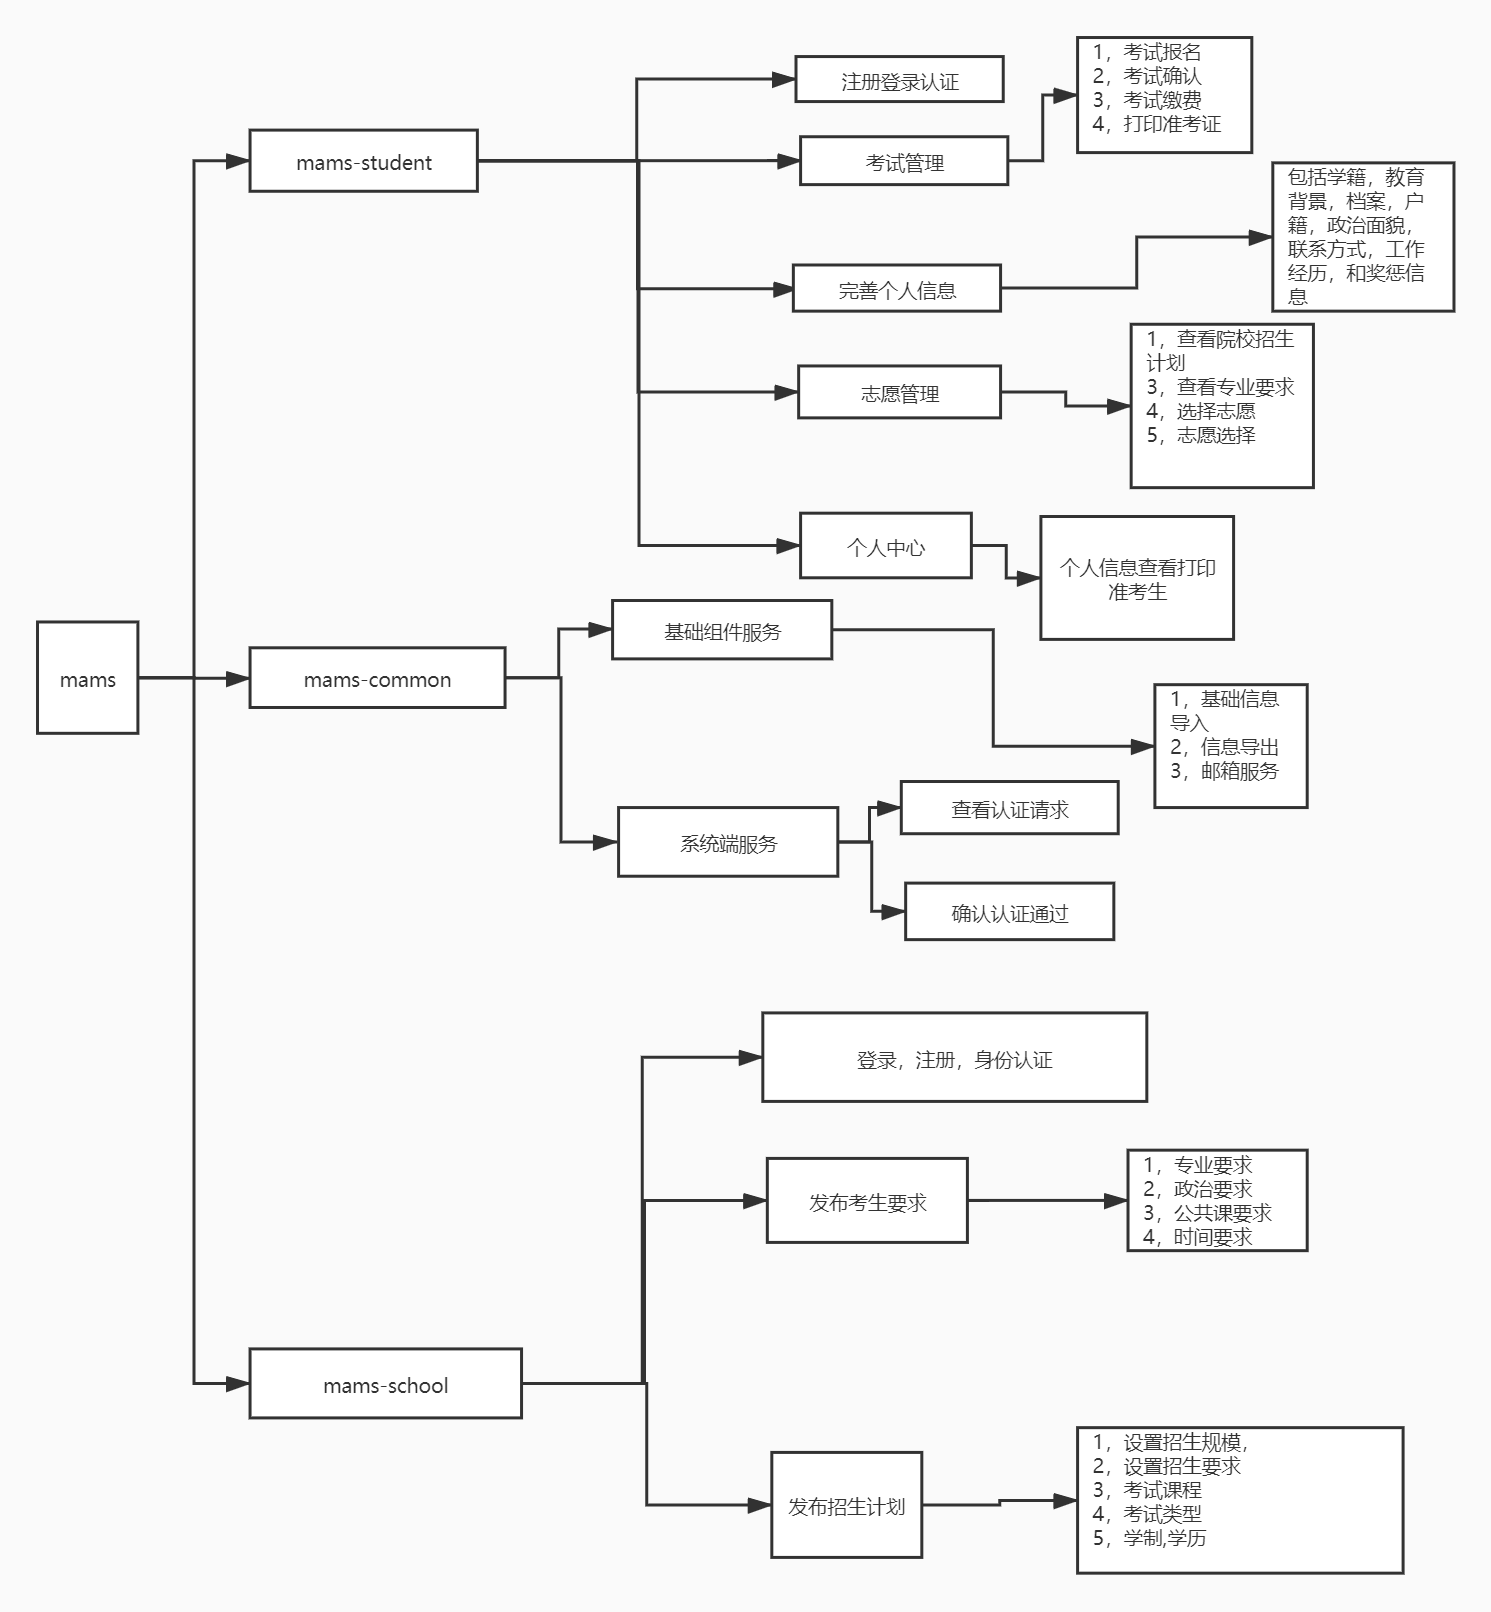 mams
mams-student
注册登录认证
考试管理
1，考试报名
2，考试确认
3，考试缴费
4，打印准考证
完善个人信息
包括学籍，教育
背景，档案，户
籍，政治面貌，
联系方式，工作
经历，和奖惩信
息
志愿管理
1，查看院校招生
计划
3，查看专业要求
4，选择志愿
5，志愿选择
个人中心
个人信息查看打印
准考生
mams-common
基础组件服务
1，基础信息
导入
2，信息导出
3，邮箱服务
系统端服务
查看认证请求
确认认证通过
mams-school
登录，注册，身份认证
发布考生要求
1，专业要求
2，政治要求
3，公共课要求
4，时间要求
发布招生计划
1，设置招生规模，
2，设置招生要求
3，考试课程
4，考试类型
5，学制,学历